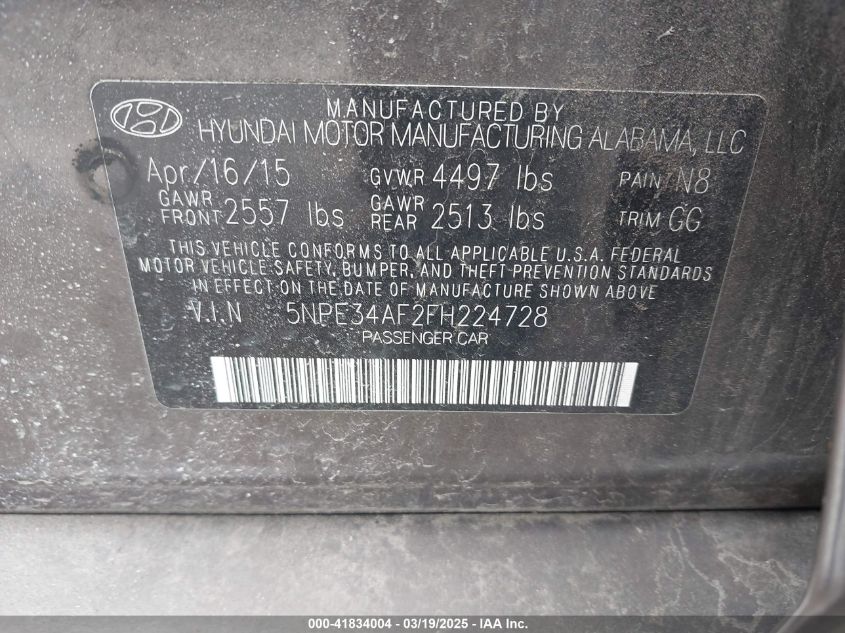 MANUFACTURED BY
HYUNDAI MOTOR MANUFACTURING ALABAMA, LLC
Apr/16/15 GVWR 4497 lbs PAIN N8
GAWR FRONT 2557 lbs GAWR REAR 2513 lbs TRIM GG
THIS VEHICLE CONFORMS TO ALL APPLICABLE U.S.A. FEDERAL
MOTOR VEHICLE SAFETY, BUMPER, AND THEFT PREVENTION STANDARDS
IN EFFECT ON THE DATE OF MANUFACTURE SHOWN ABOVE
V.I.N 5NPE34AF2FH224728
PASSENGER CAR
000-41834004 - 03/19/2025 - IAA Inc.